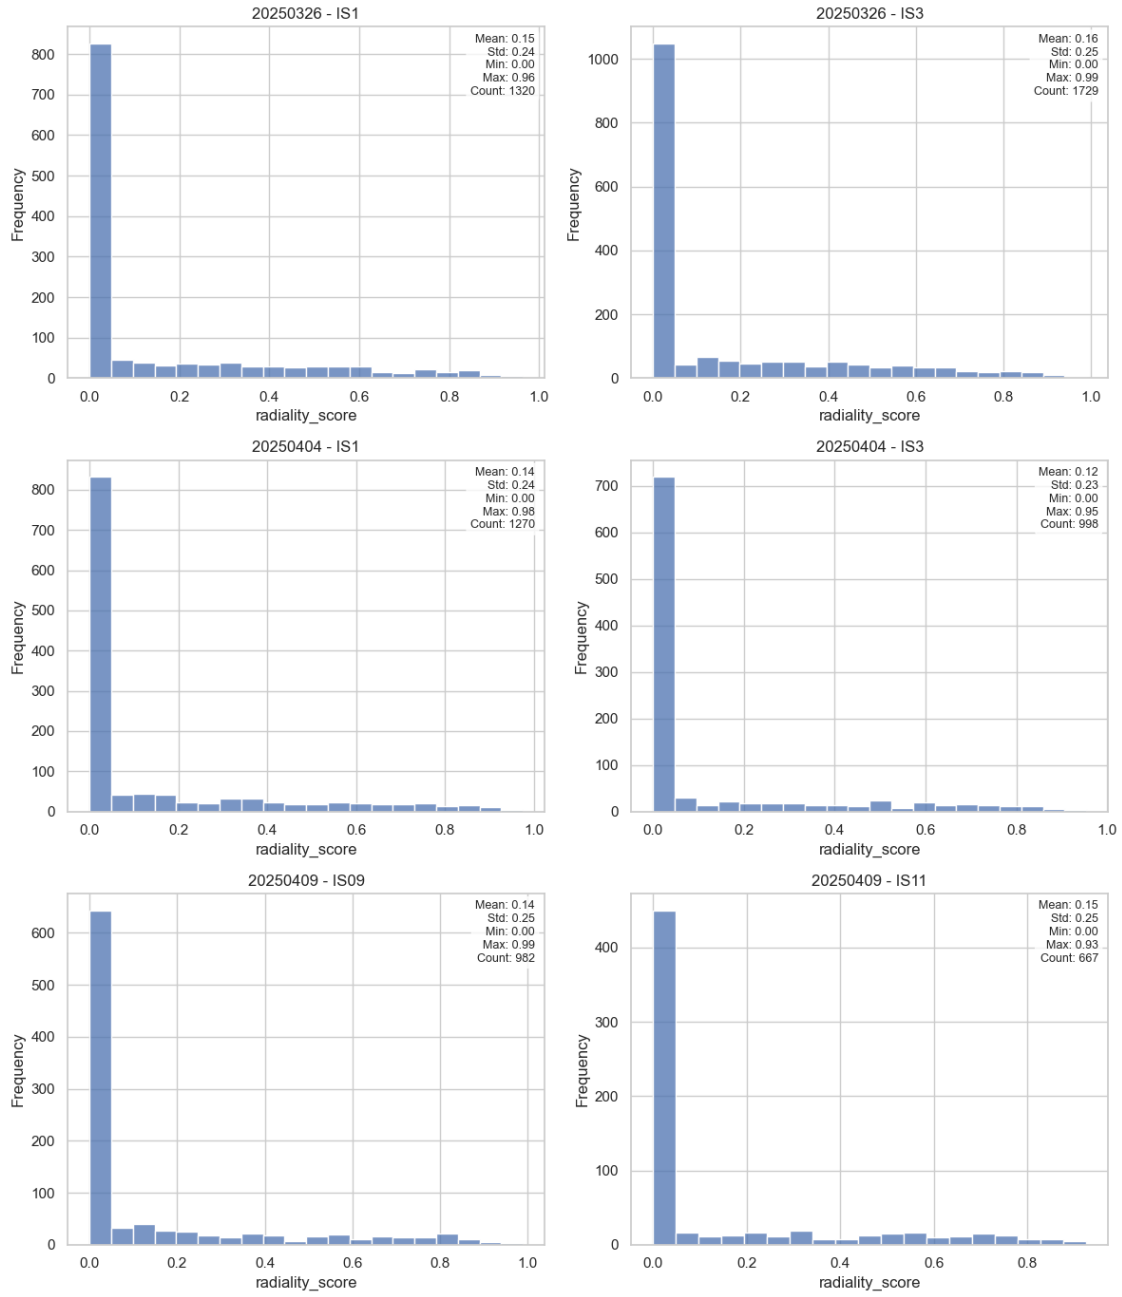 20250326 - IS1
Mean: 0.15
Std: 0.24
Min: 0.00
Max: 0.96
Count: 1320
800
700
600
500
400
300
200
100
0
Frequency
0.0 0.2 0.4 0.6 0.8 1.0
radiality_score
20250326 - IS3
Mean: 0.16
Std: 0.25
Min: 0.00
Max: 0.99
Count: 1729
1000
800
600
400
200
0
Frequency
0.0 0.2 0.4 0.6 0.8 1.0
radiality_score
20250404 - IS1
Mean: 0.14
Std: 0.24
Min: 0.00
Max: 0.98
Count: 1270
800
700
600
500
400
300
200
100
0
Frequency
0.0 0.2 0.4 0.6 0.8 1.0
radiality_score
20250404 - IS3
Mean: 0.12
Std: 0.23
Min: 0.00
Max: 0.95
Count: 998
700
600
500
400
300
200
100
0
Frequency
0.0 0.2 0.4 0.6 0.8 1.0
radiality_score
20250409 - IS09
Mean: 0.14
Std: 0.25
Min: 0.00
Max: 0.99
Count: 982
600
500
400
300
200
100
0
Frequency
0.0 0.2 0.4 0.6 0.8 1.0
radiality_score
20250409 - IS11
Mean: 0.15
Std: 0.25
Min: 0.00
Max: 0.93
Count: 667
400
300
200
100
0
Frequency
0.0 0.2 0.4 0.6 0.8
radiality_score